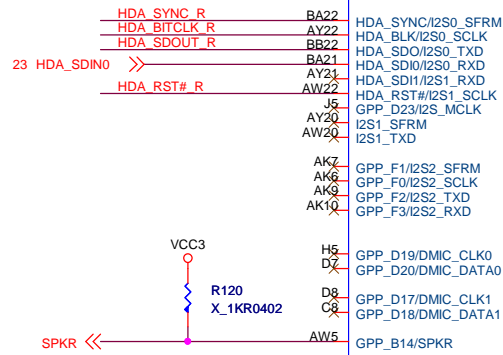 HDA_SYNC_R BA22 HDA_SYNC/I2S0_SFRM
HDA_BITCLK_R AY22 HDA_BLK/I2S0_SCLK
HDA_SDOUT_R BB22 HDA_SDO/I2S0_TXD
23 HDA_SDIN0 BA21 HDA_SDI0/I2S0_RXD
AY21 HDA_SDI1/I2S1_RXD
HDA_RST#_R AW22 HDA_RST#/I2S1_SCLK
J5 GPP_D23/I2S_MCLK
AY20 I2S1_SFRM
AW20 I2S1_TXD
AK7 GPP_F1/I2S2_SFRM
AK6 GPP_F0/I2S2_SCLK
AK9 GPP_F2/I2S2_TXD
AK10 GPP_F3/I2S2_RXD
VCC3
H5 GPP_D19/DMIC_CLK0
D7 GPP_D20/DMIC_DATA0
R120
X_1KR0402
D8 GPP_D17/DMIC_CLK1
C8 GPP_D18/DMIC_DATA1
SPKR AW5 GPP_B14/SPKR